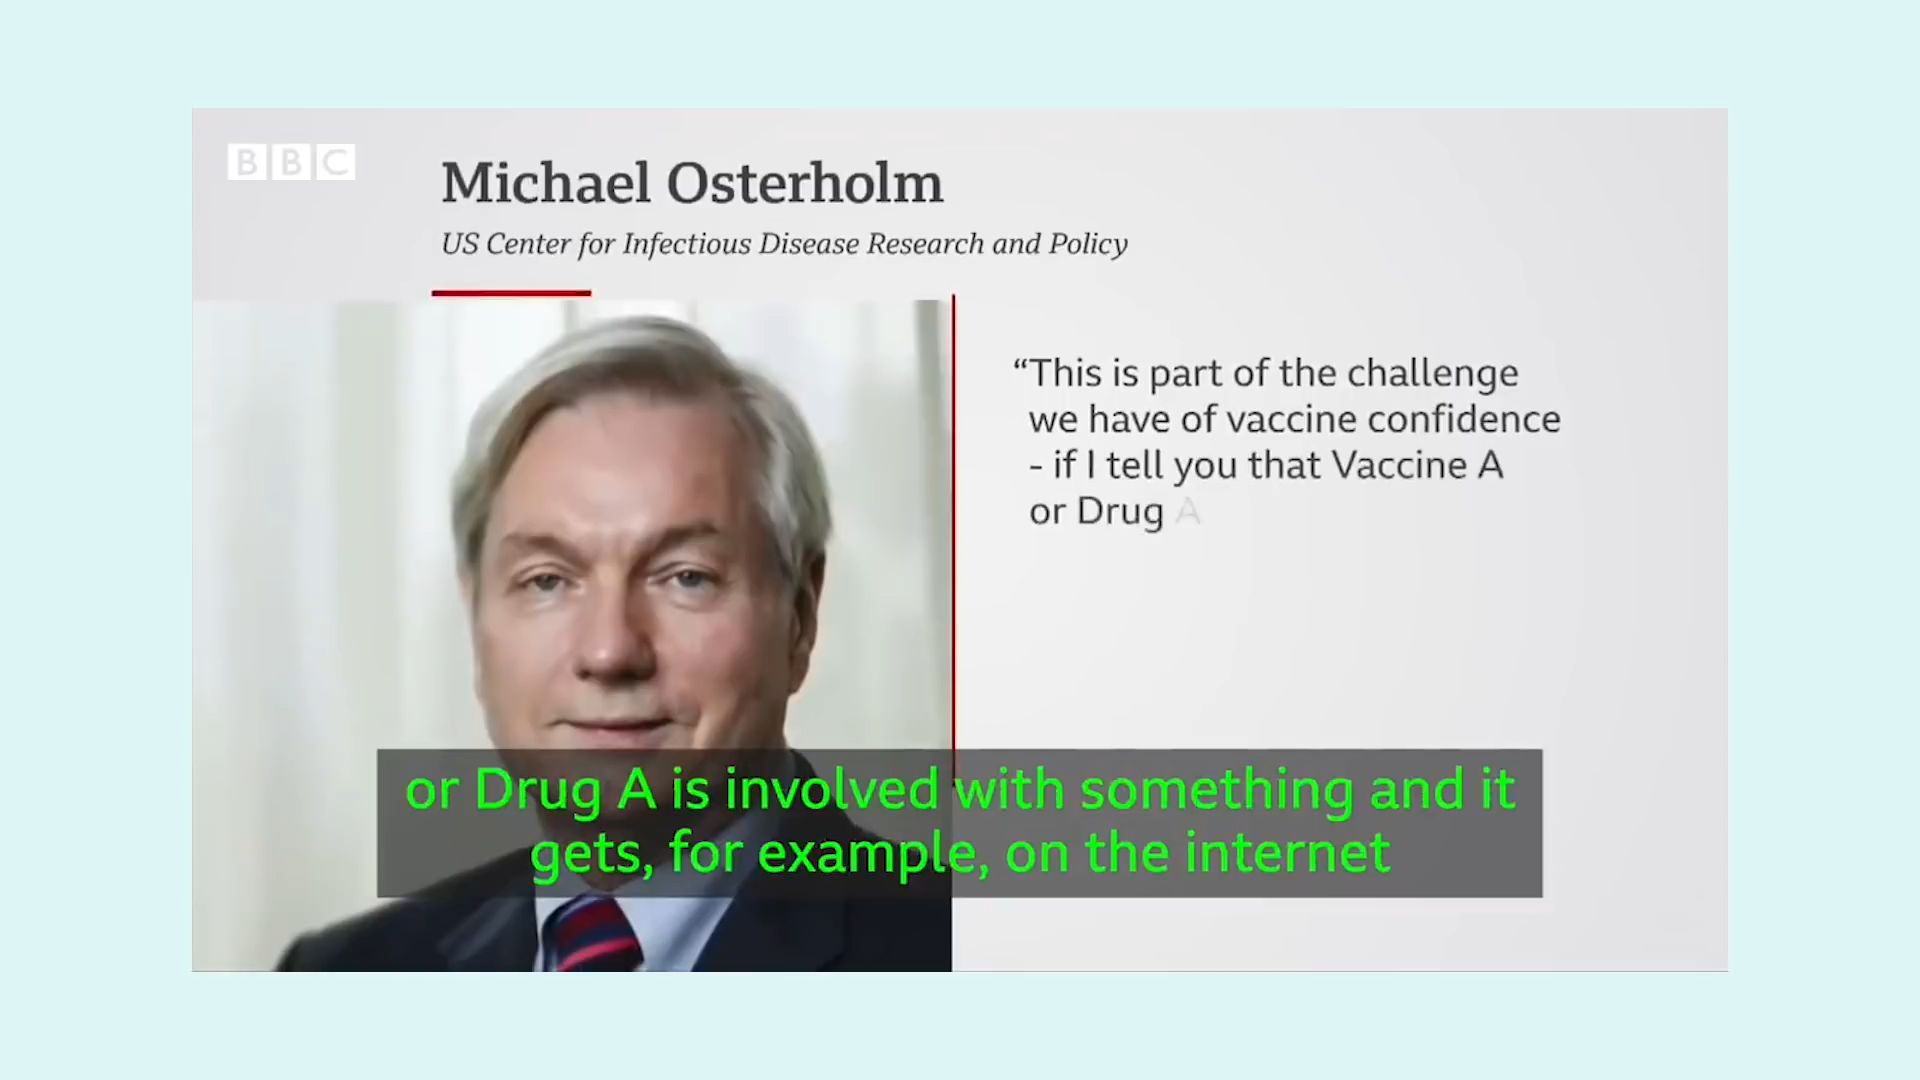 BBC
Michael Osterholm
US Center for Infectious Disease Research and Policy
“This is part of the challenge
we have of vaccine confidence
- if I tell you that Vaccine A
or Drug A
or Drug A is involved with something and it
gets, for example, on the internet